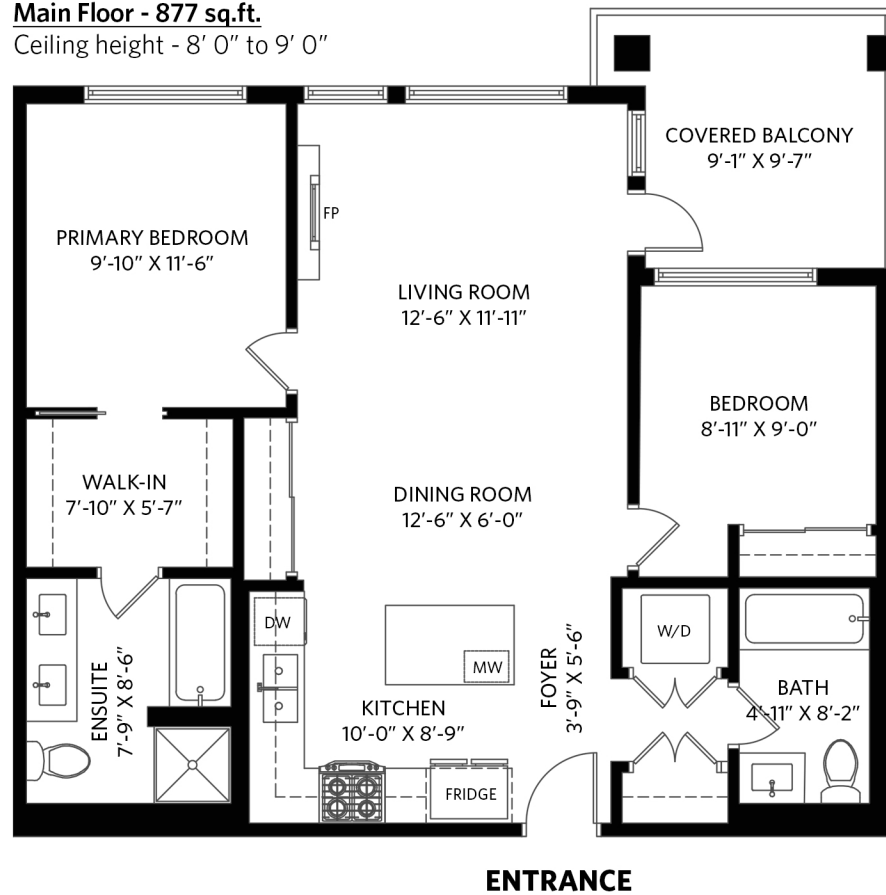 Main Floor - 877 sq.ft.
Ceiling height - 8' 0" to 9' 0"
COVERED BALCONY
9'-1" X 9'-7"
FP
PRIMARY BEDROOM
9'-10" X 11'-6"
LIVING ROOM
12'-6" X 11'-11"
BEDROOM
8'-11" X 9'-0"
WALK-IN
7'-10" X 5'-7"
DINING ROOM
12'-6" X 6'-0"
DW
W/D
MW
ENSUITE
7'-9" X 8'-6"
KITCHEN
10'-0" X 8'-9"
FOYER
3'-9" X 5'-6"
BATH
4'-11" X 8'-2"
FRIDGE
ENTRANCE